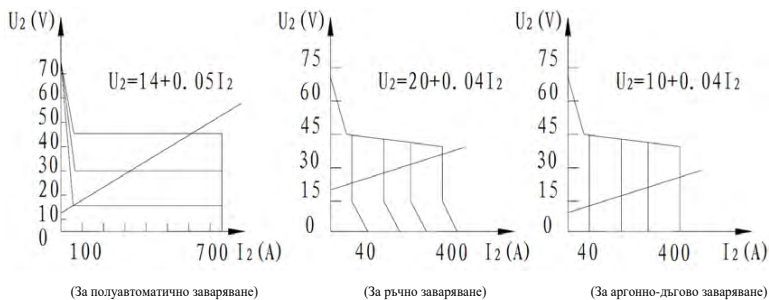 U₂(V)
70
60
50
40
30
20
10
0
100
700
I₂(A)
U₂=14+0.05I₂
(За полуавтоматично заваряване)
U₂(V)
75
60
45
30
15
0
40
400
I₂(A)
U₂=20+0.04I₂
(За ръчно заваряване)
U₂(V)
75
60
45
30
15
0
40
400
I₂(A)
U₂=10+0.04I₂
(За аргонно-дъгово заваряване)